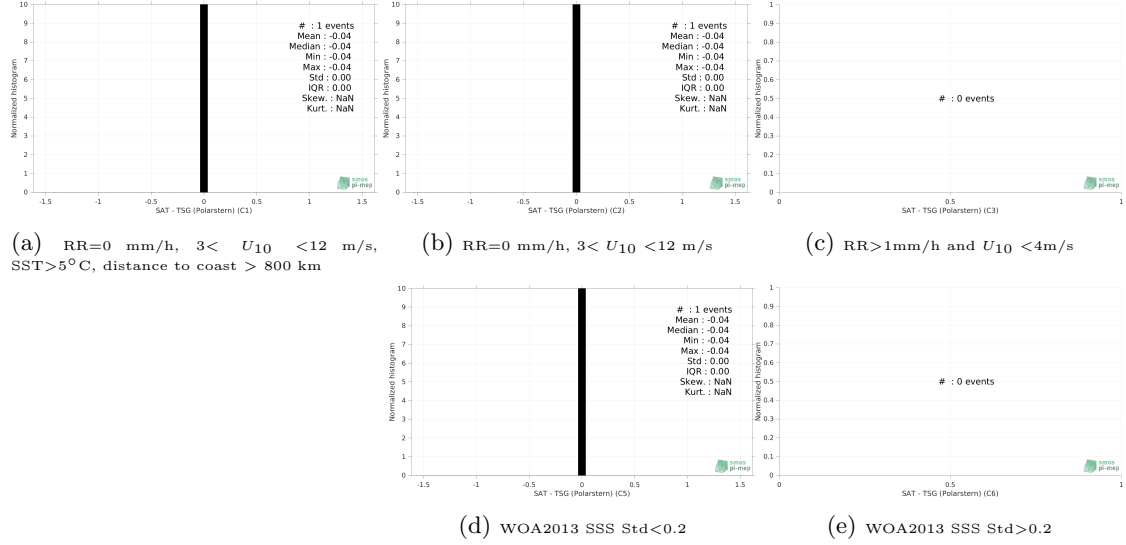 10
9
8
7
6
5
4
3
2
1
0
Normalized histogram
# : 1 events
Mean : -0.04
Median : -0.04
Min : -0.04
Max : -0.04
Std : 0.00
IQR : 0.00
Skew. : NaN
Kurt. : NaN
smos
pi-mep
-1.5 -1 -0.5 0 0.5 1 1.5
SAT - TSG (Polarstern) (C1)
(a) RR=0 mm/h, 3< U10 <12 m/s,
SST>5°C, distance to coast > 800 km
10
9
8
7
6
5
4
3
2
1
0
Normalized histogram
# : 1 events
Mean : -0.04
Median : -0.04
Min : -0.04
Max : -0.04
Std : 0.00
IQR : 0.00
Skew. : NaN
Kurt. : NaN
smos
pi-mep
-1.5 -1 -0.5 0 0.5 1 1.5
SAT - TSG (Polarstern) (C2)
(b) RR=0 mm/h, 3< U10 <12 m/s
1
0.9
0.8
0.7
0.6
0.5
0.4
0.3
0.2
0.1
0
Normalized histogram
# : 0 events
smos
pi-mep
0 0.5 1
SAT - TSG (Polarstern) (C3)
(c) RR>1mm/h and U10 <4m/s
10
9
8
7
6
5
4
3
2
1
0
Normalized histogram
# : 1 events
Mean : -0.04
Median : -0.04
Min : -0.04
Max : -0.04
Std : 0.00
IQR : 0.00
Skew. : NaN
Kurt. : NaN
smos
pi-mep
-1.5 -1 -0.5 0 0.5 1 1.5
SAT - TSG (Polarstern) (C5)
(d) WOA2013 SSS Std<0.2
1
0.9
0.8
0.7
0.6
0.5
0.4
0.3
0.2
0.1
0
Normalized histogram
# : 0 events
smos
pi-mep
0 0.5 1
SAT - TSG (Polarstern) (C6)
(e) WOA2013 SSS Std>0.2